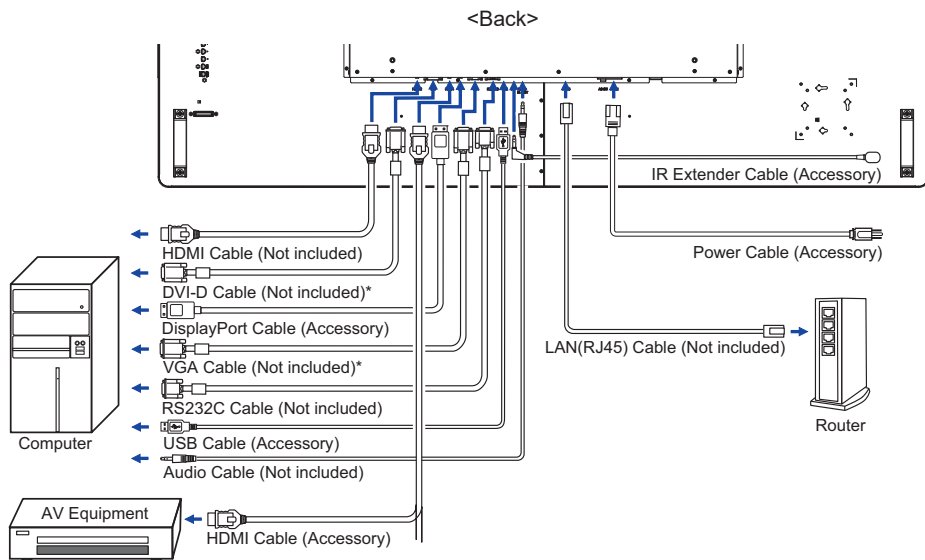 <Back>
IR Extender Cable (Accessory)
HDMI Cable (Not included)
Power Cable (Accessory)
DVI-D Cable (Not included)*
DisplayPort Cable (Accessory)
LAN(RJ45) Cable (Not included)
VGA Cable (Not included)*
RS232C Cable (Not included)
Router
Computer
USB Cable (Accessory)
Audio Cable (Not included)
AV Equipment
HDMI Cable (Accessory)